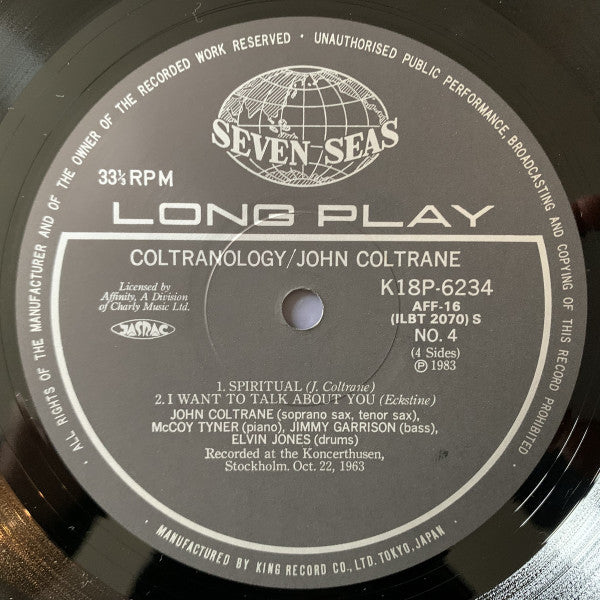 ALL RIGHTS OF THE MANUFACTURER AND OF THE OWNER OF THE RECORDED WORK RESERVED • UNAUTHORISED PUBLIC PERFORMANCE, BROADCASTING AND COPYING OF THIS RECORD PROHIBITED •
SEVEN SEAS
33⅓ RPM
LONG PLAY
COLTRANOLOGY/JOHN COLTRANE
Licensed by
Affinity, A Division
of Charly Music Ltd.
JASRAC
K18P-6234
AFF-16
(ILBT 2070) S
NO. 4
(4 Sides)
Ⓟ 1983
1. SPIRITUAL (J. Coltrane)
2. I WANT TO TALK ABOUT YOU (Eckstine)
JOHN COLTRANE (soprano sax, tenor sax),
McCOY TYNER (piano), JIMMY GARRISON (bass),
ELVIN JONES (drums)
Recorded at the Koncerthusen,
Stockholm. Oct. 22, 1963
• MANUFACTURED BY KING RECORD CO., LTD. TOKYO, JAPAN •